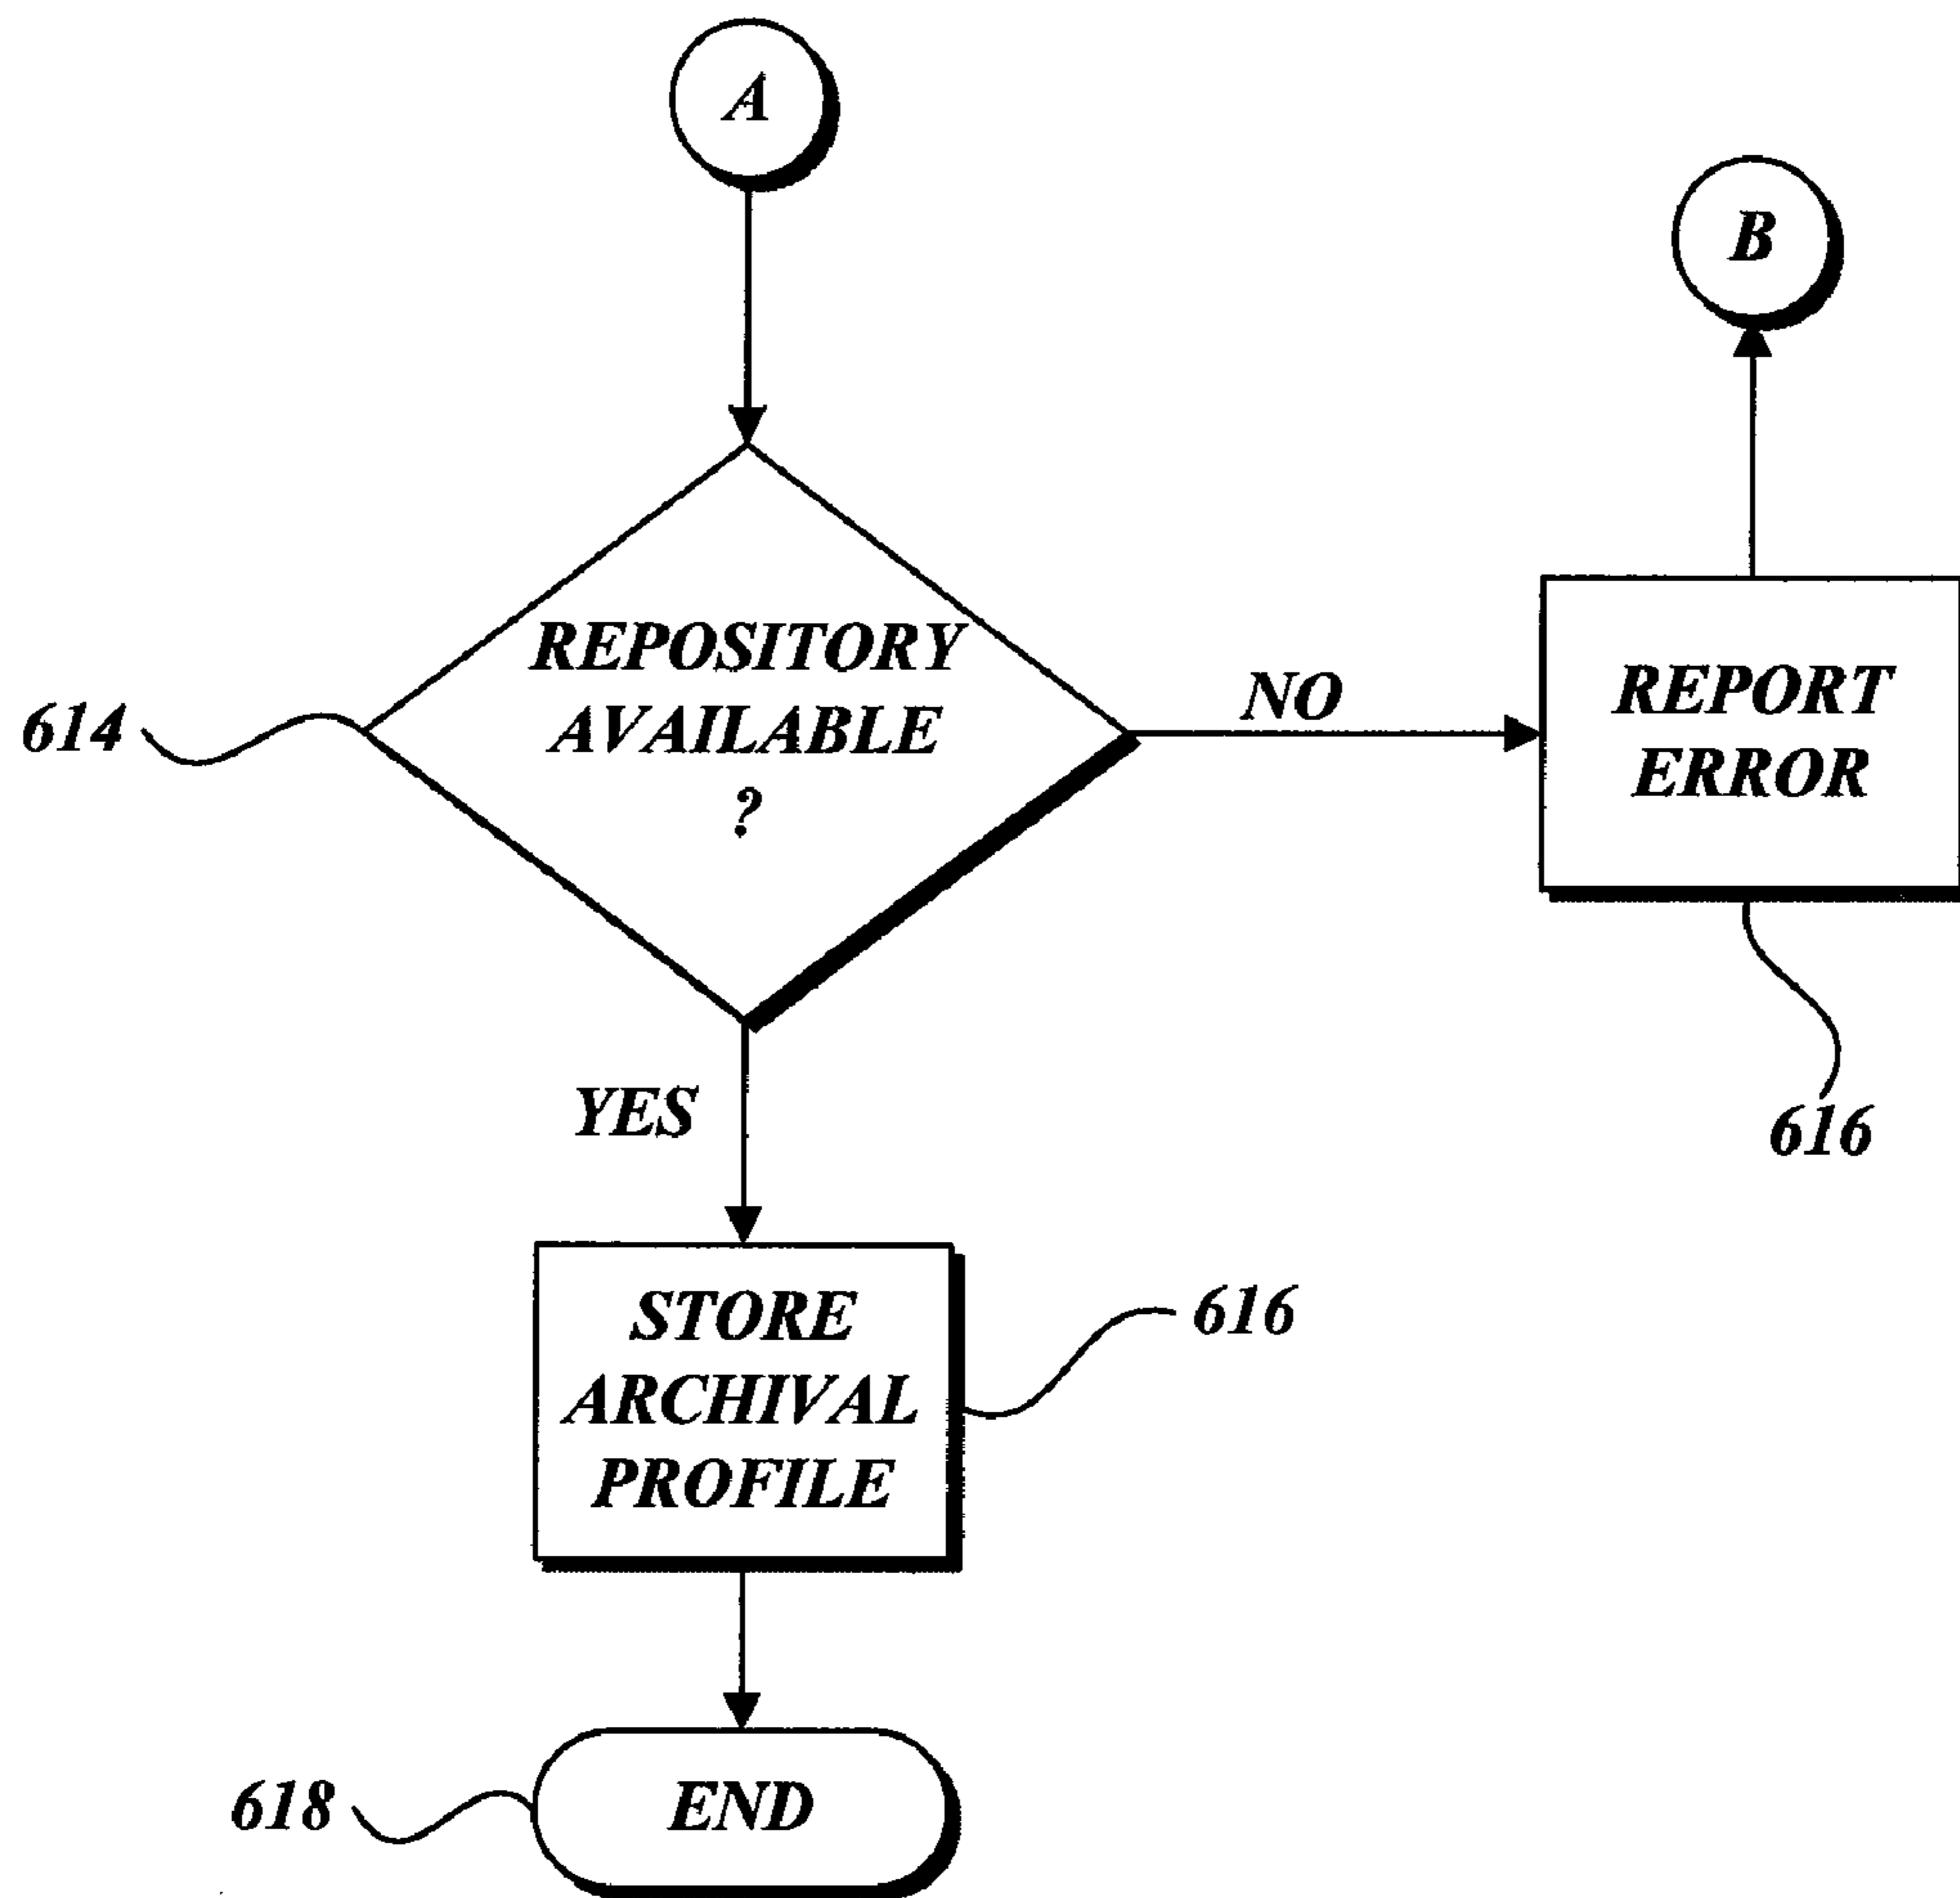 A
B
REPOSITORY
AVAILABLE
?
614
NO
REPORT
ERROR
616
YES
STORE
ARCHIVAL
PROFILE
616
END
618